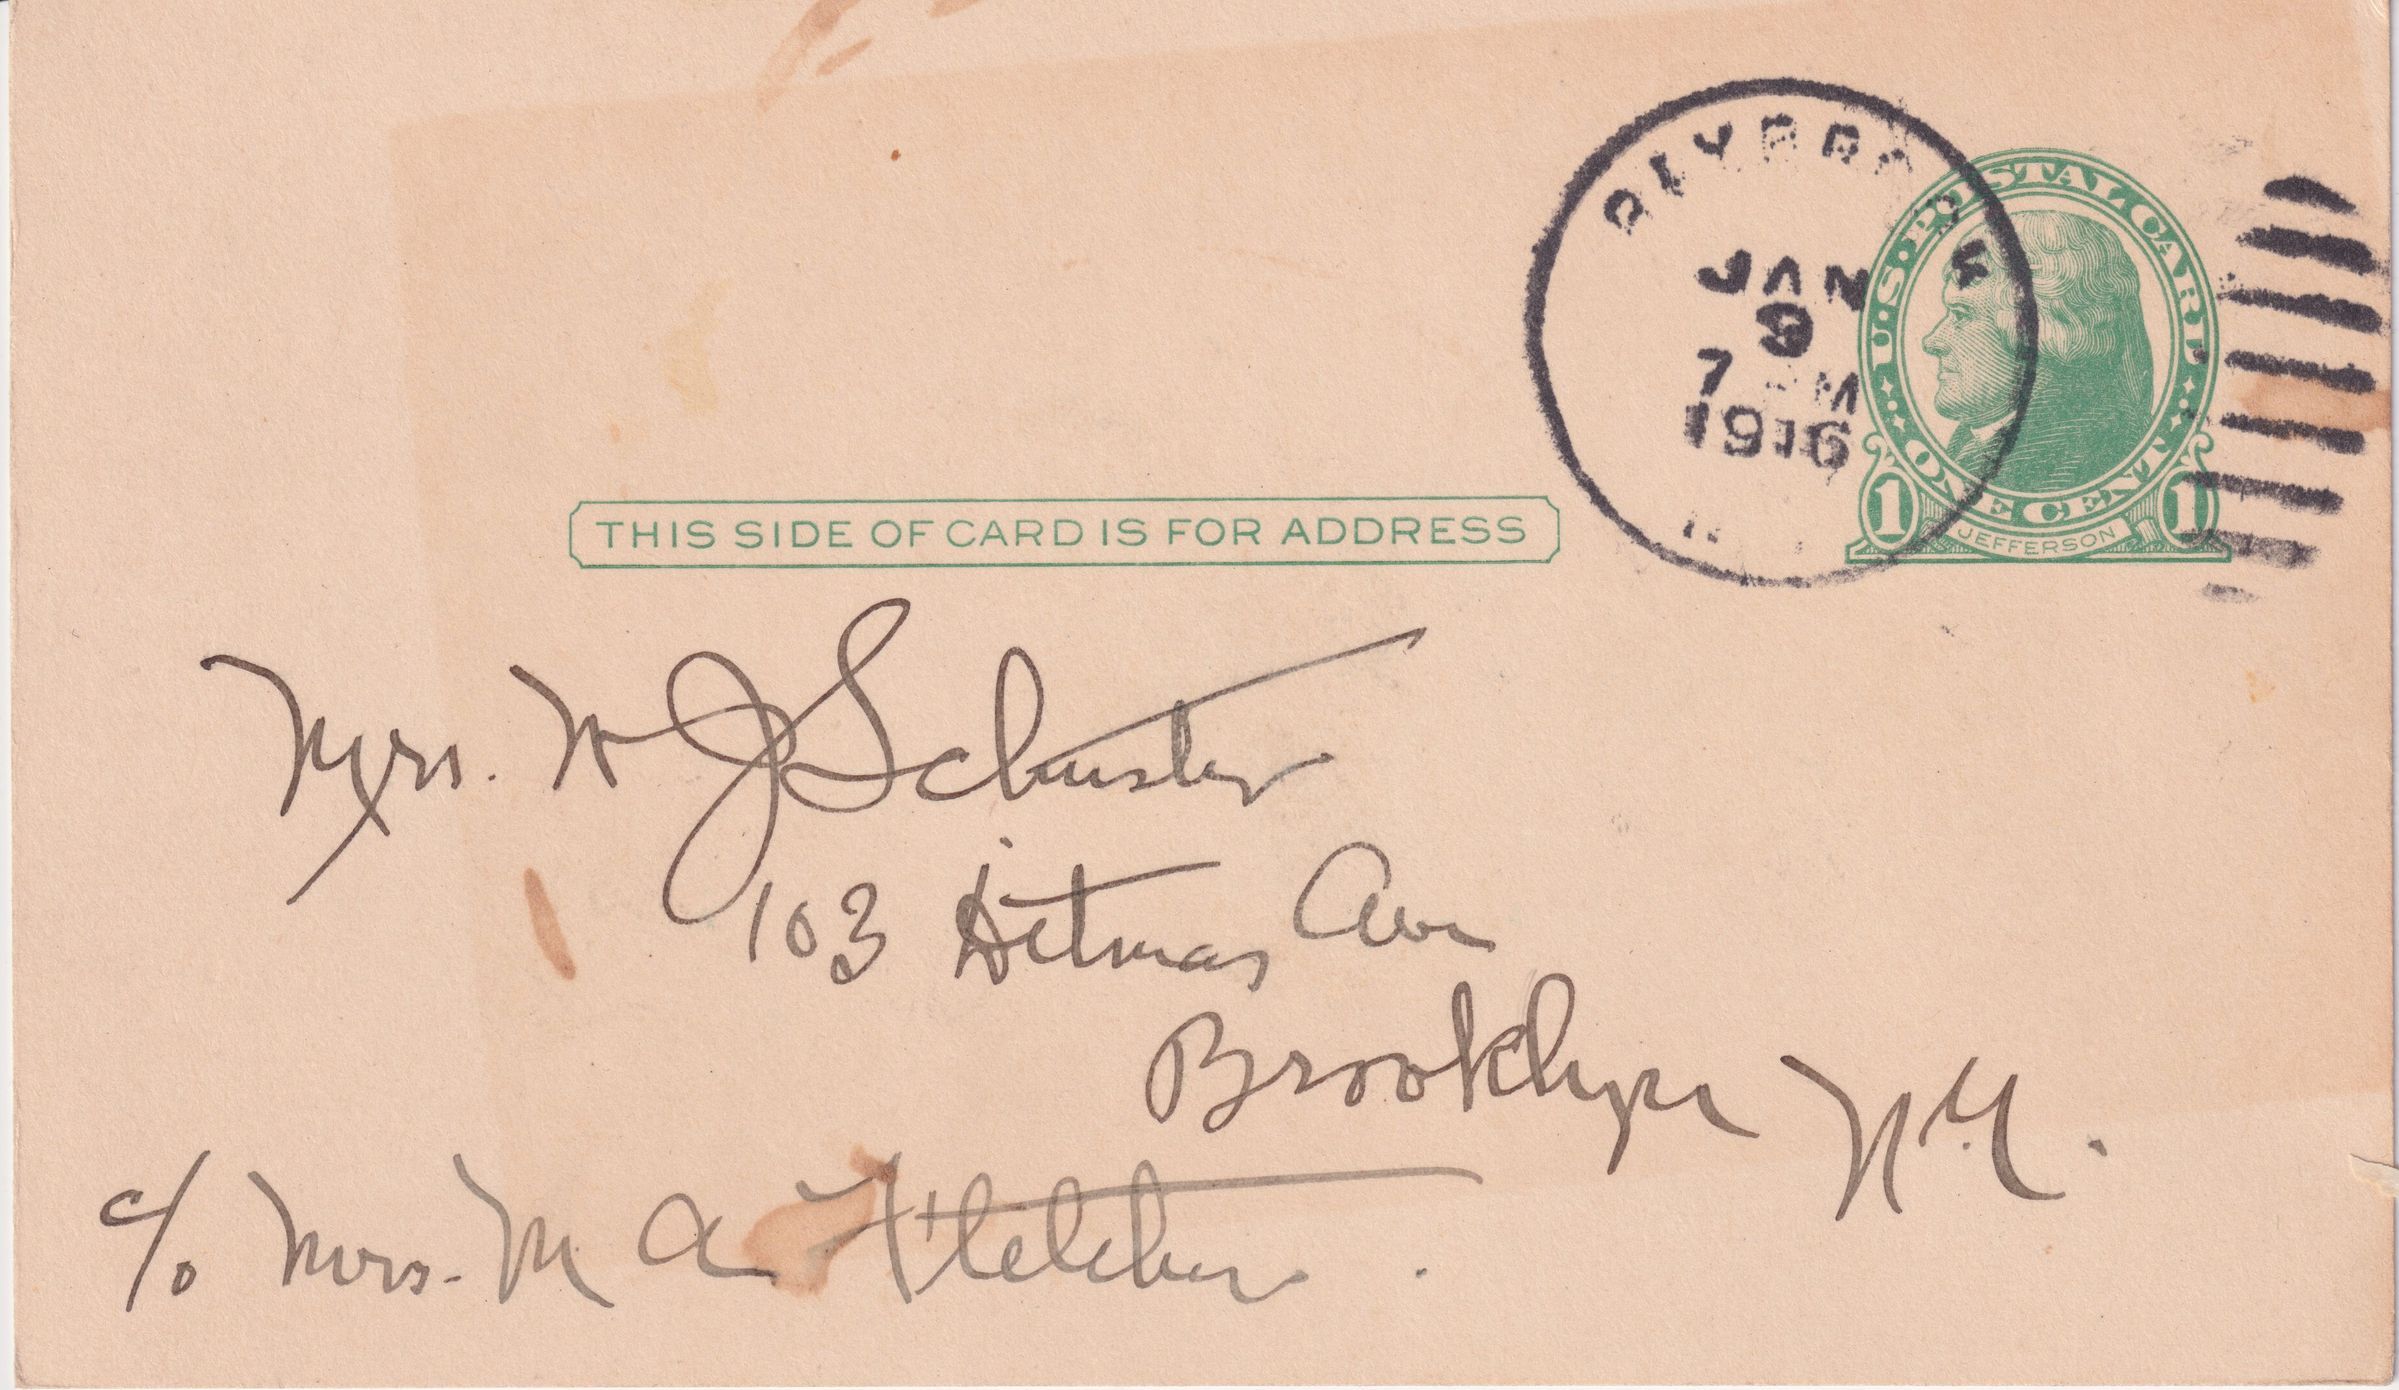 JAN
9
7 M
1916
U.S. POSTAL CARD
ONE CENT
1 JEFFERSON 1
THIS SIDE OF CARD IS FOR ADDRESS
Mrs. W J Schuster
103 Ditmas Ave
Brooklyn N.Y.
c/o Mrs. M A Fletcher.